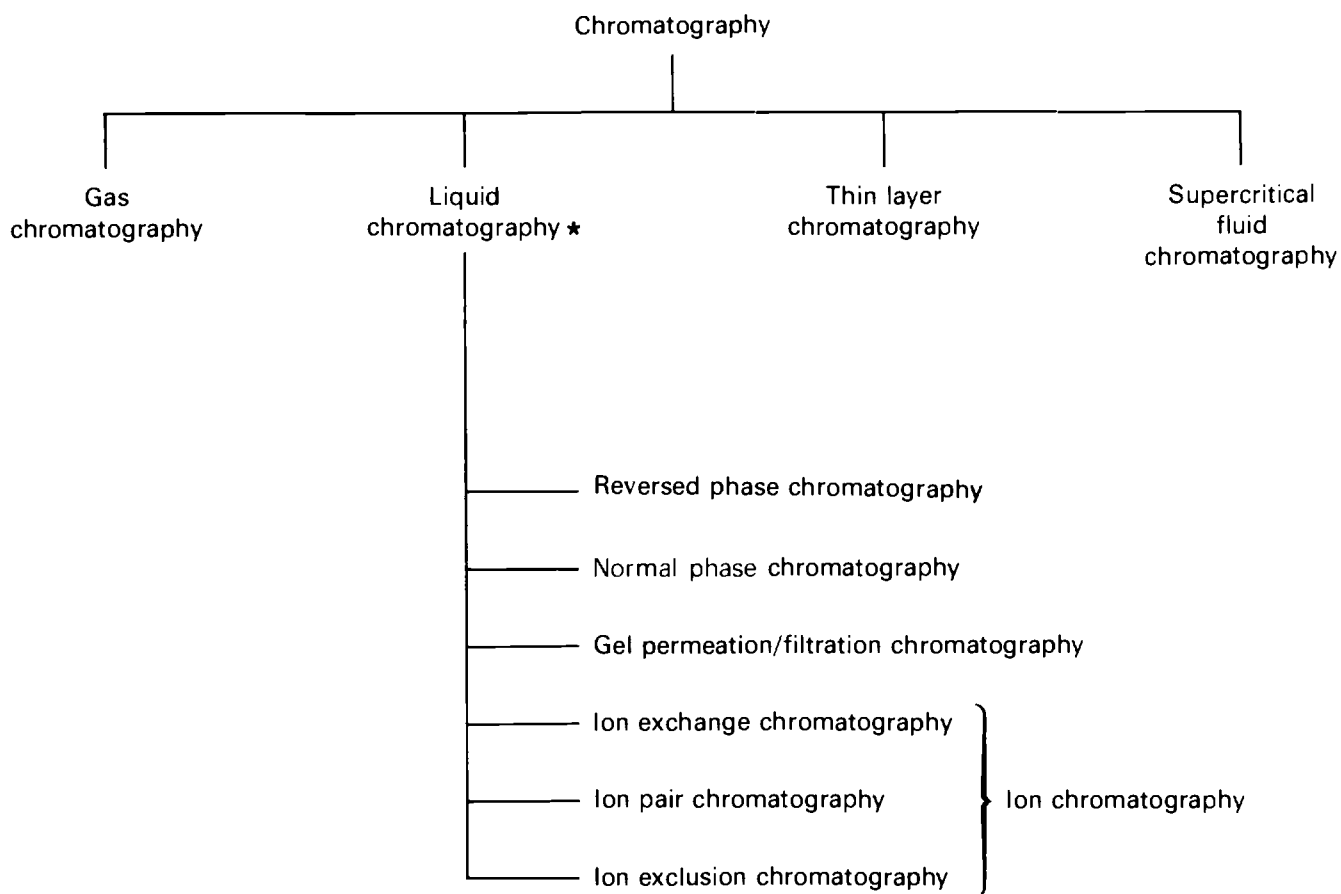 Chromatography
Gas
chromatography
Liquid
chromatography ★
Thin layer
chromatography
Supercritical
fluid
chromatography
Reversed phase chromatography
Normal phase chromatography
Gel permeation/filtration chromatography
Ion exchange chromatography
Ion pair chromatography
Ion chromatography
Ion exclusion chromatography